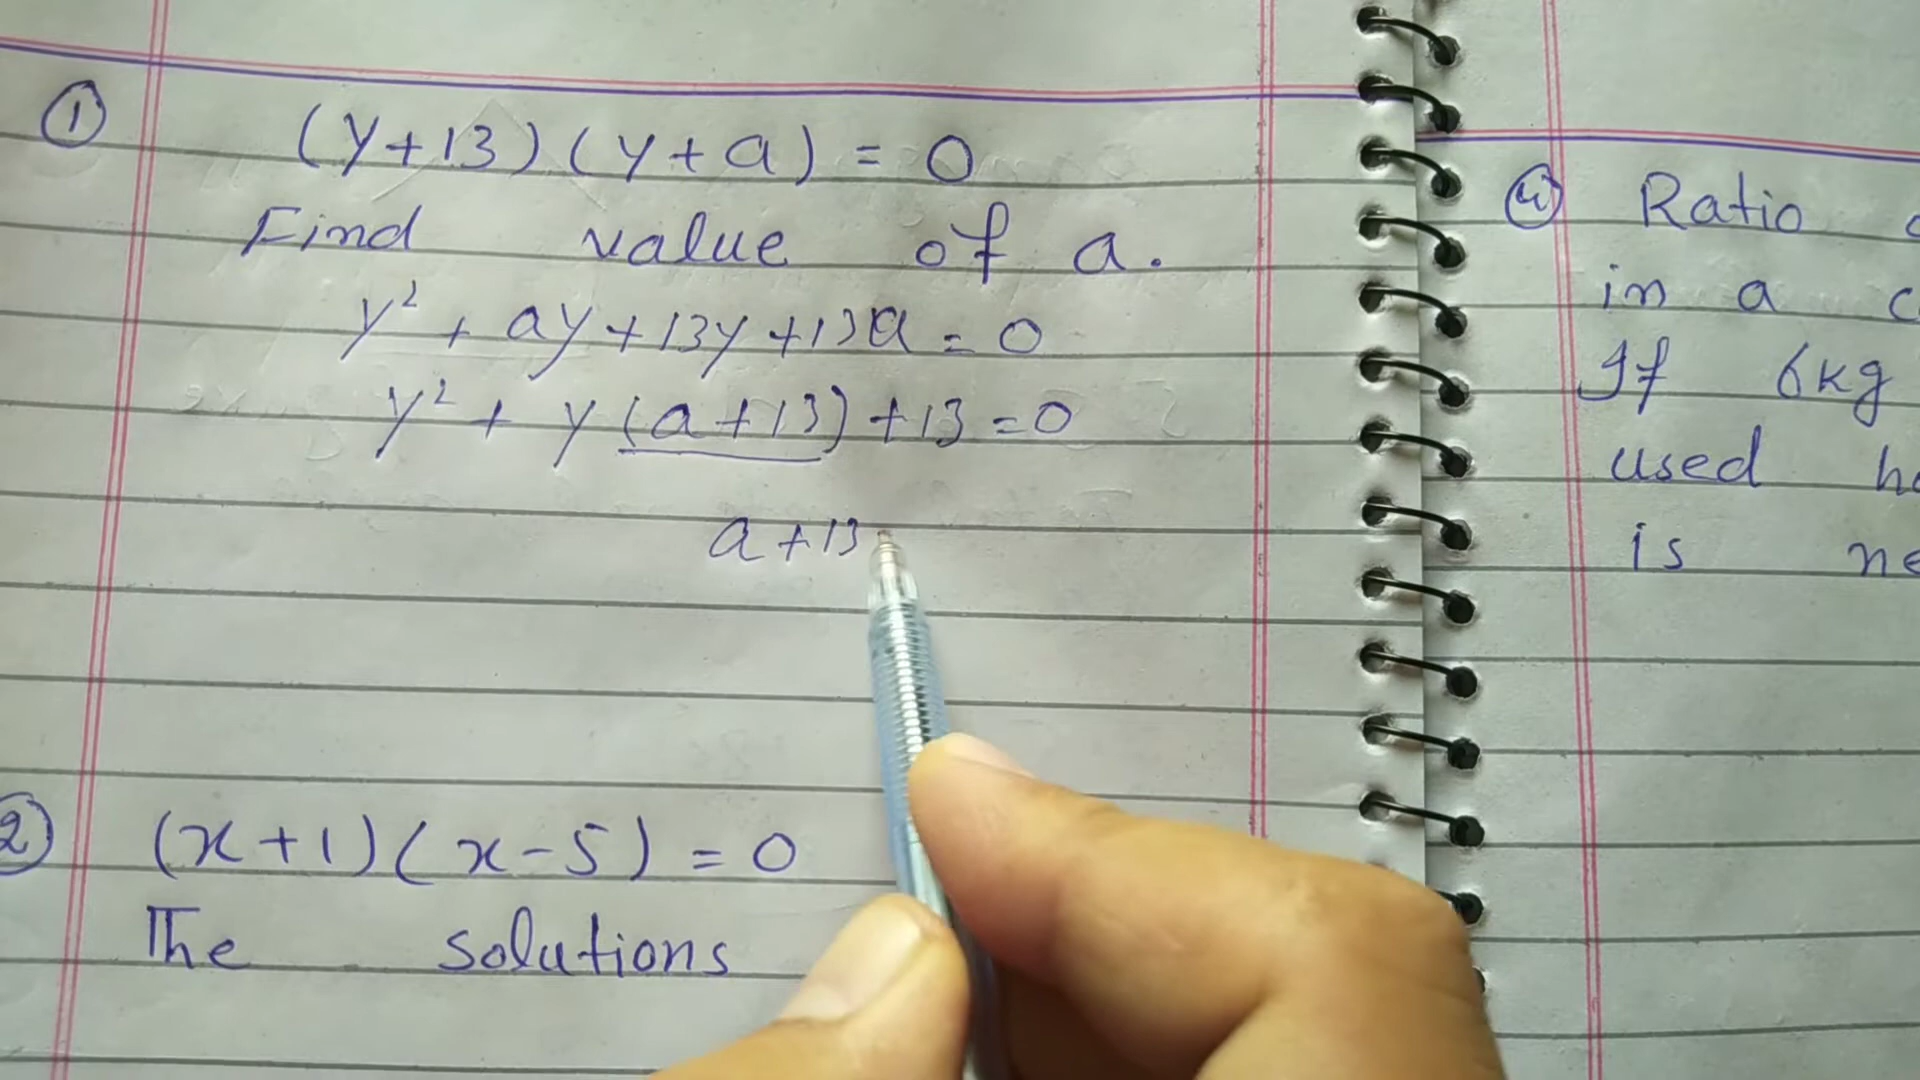 ① (y+13)(y+a) = 0
Find value of a.
y² + ay + 13y + 13a = 0
y² + y(a+13) + 13 = 0
a + 13
② (x+1)(x-5) = 0
The solutions
④ Ratio
in a
If 6kg
used
is